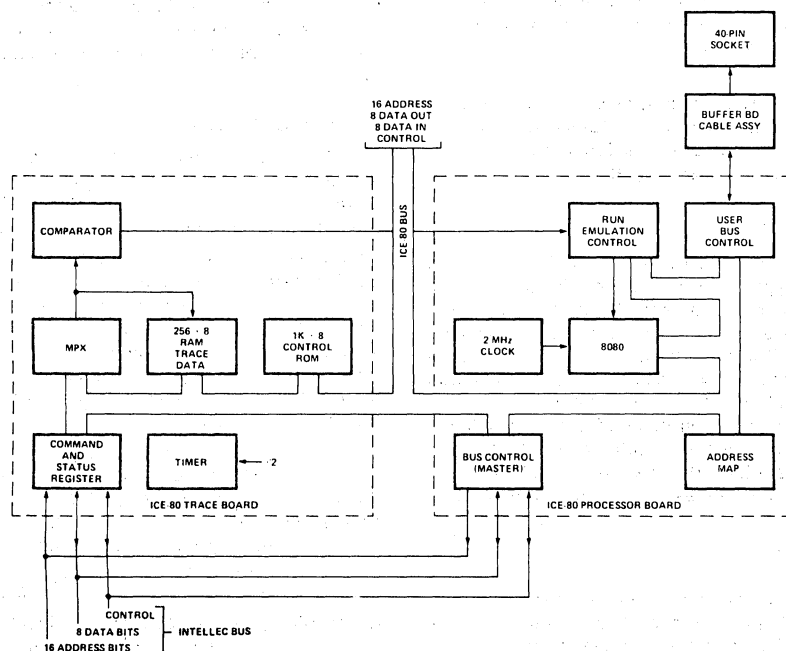 40-PIN
SOCKET
BUFFER BD
CABLE ASSY
16 ADDRESS
8 DATA OUT
8 DATA IN
CONTROL
ICE-80 BUS
COMPARATOR
RUN
EMULATION
CONTROL
USER
BUS
CONTROL
MPX
256 · 8
RAM
TRACE
DATA
1K · 8
CONTROL
ROM
2 MHz
CLOCK
8080
COMMAND
AND
STATUS
REGISTER
TIMER
2
BUS CONTROL
(MASTER)
ADDRESS
MAP
ICE-80 TRACE BOARD
ICE-80 PROCESSOR BOARD
CONTROL
8 DATA BITS
INTELLEC BUS
16 ADDRESS BITS